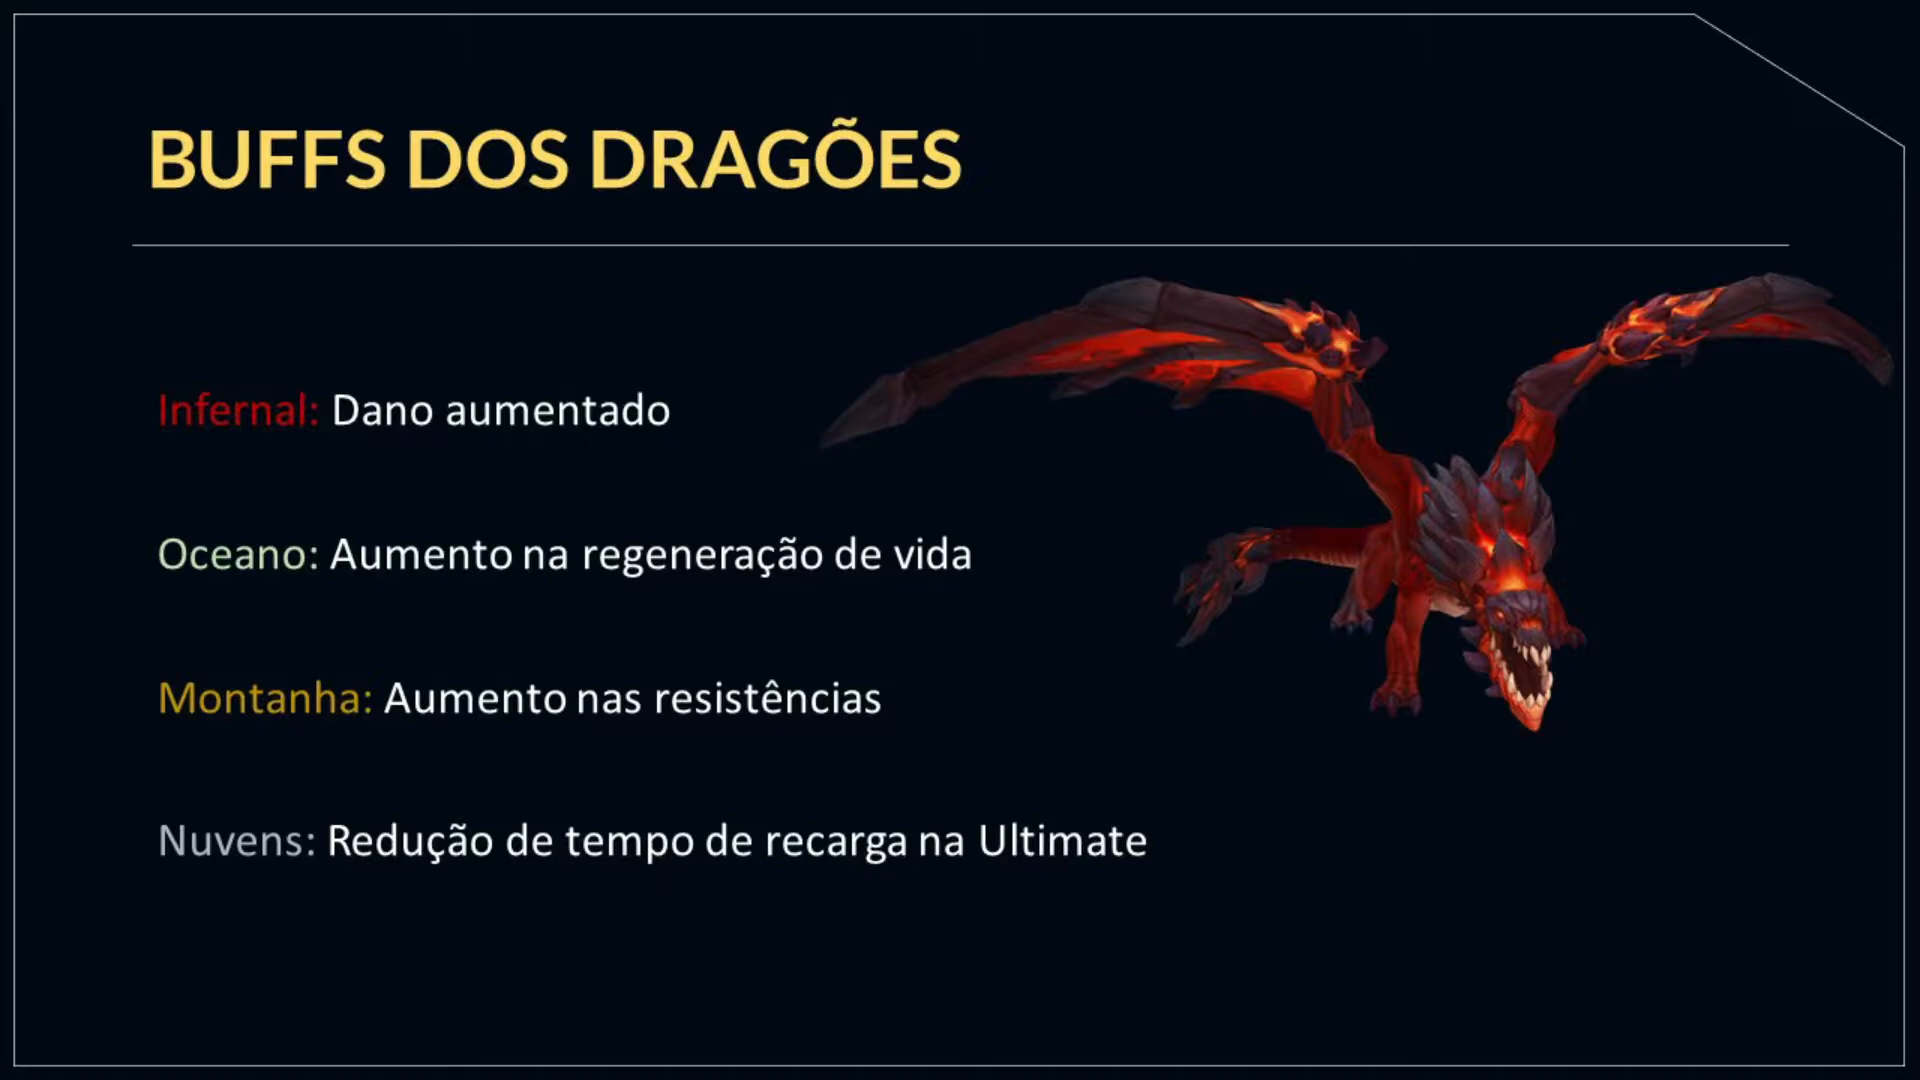 BUFFS DOS DRAGÕES
Infernal: Dano aumentado
Oceano: Aumento na regeneração de vida
Montanha: Aumento nas resistências
Nuvens: Redução de tempo de recarga na Ultimate